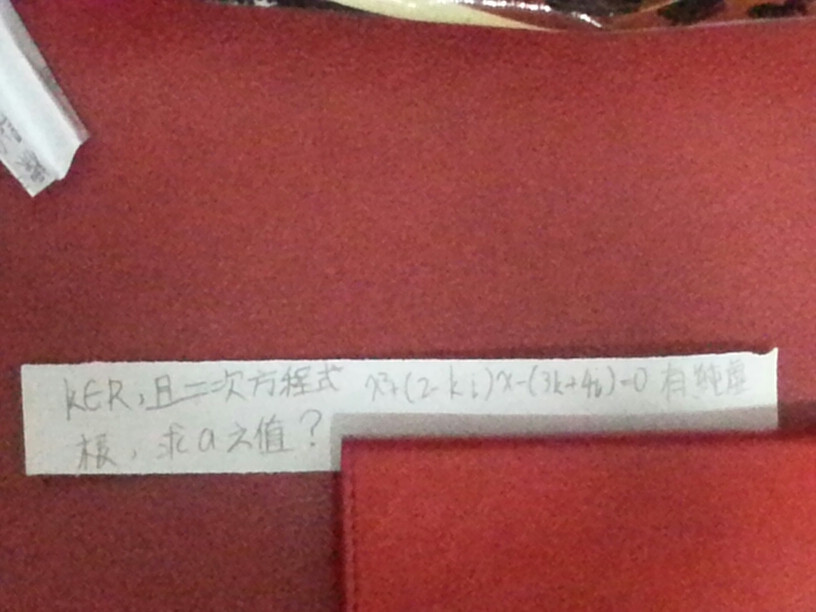 k∈R,且二次方程式 x²+(2-ki)x-(3k+4i)=0 有純虛
根,求a之值?